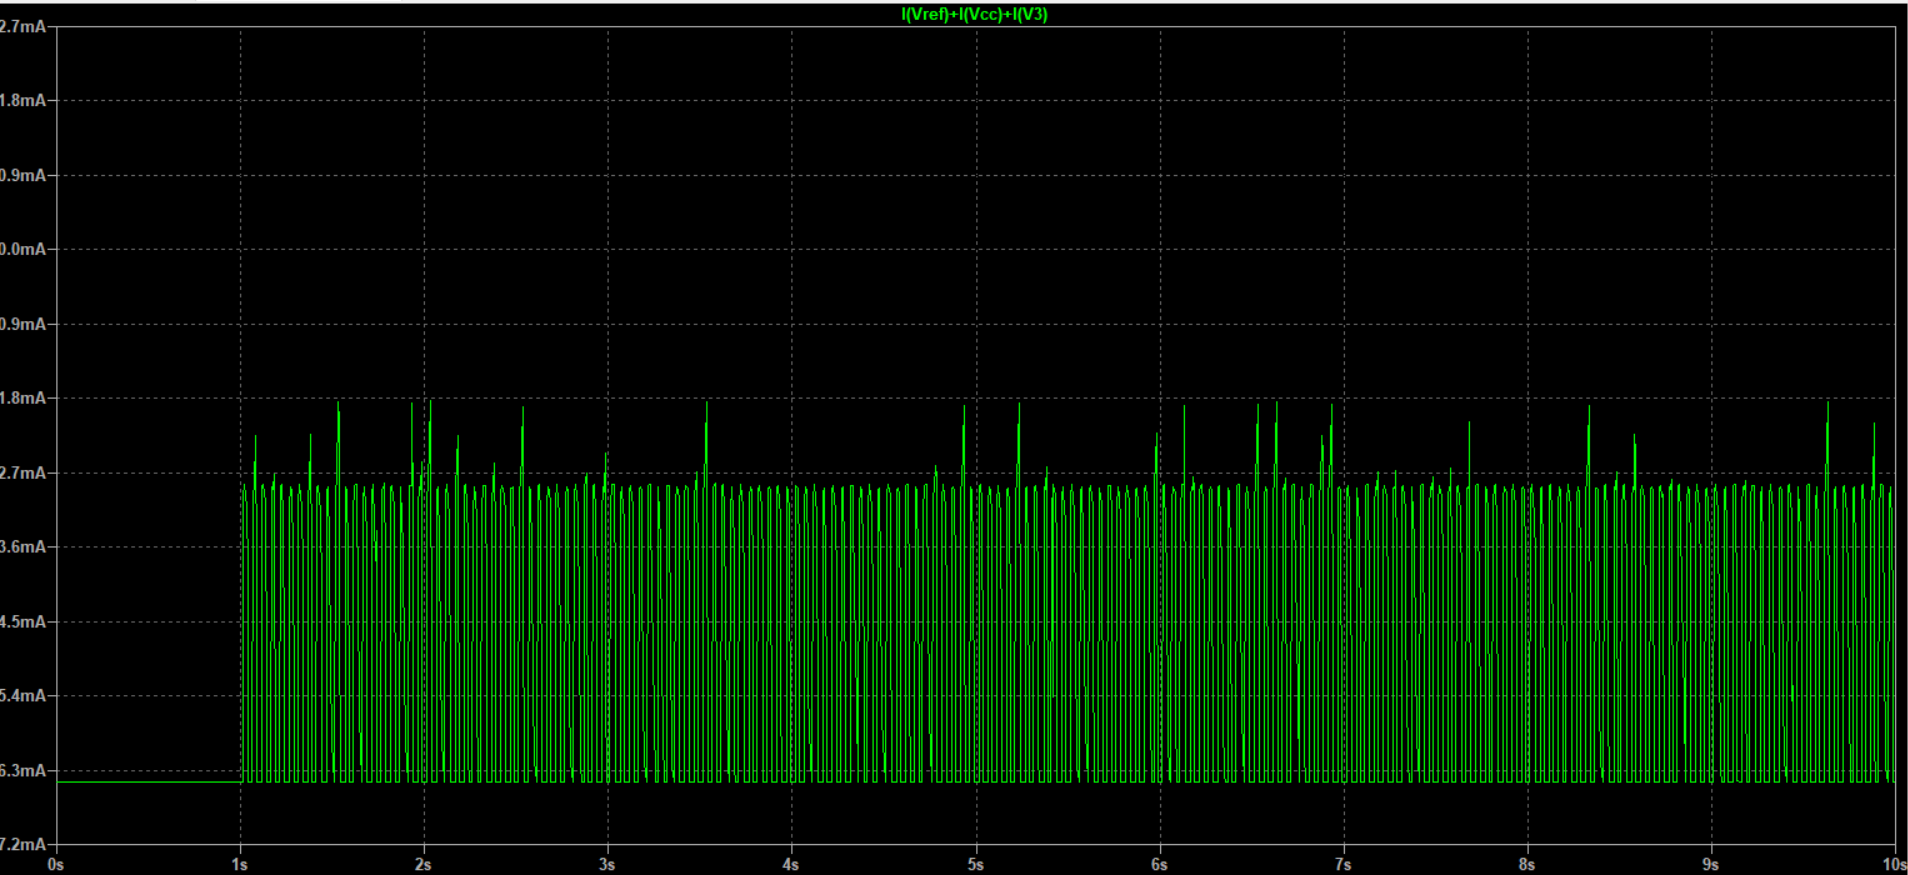 I(Vref)+I(Vcc)+I(V3)
2.7mA
1.8mA
0.9mA
0.0mA
0.9mA
1.8mA
2.7mA
3.6mA
4.5mA
5.4mA
6.3mA
7.2mA
0s 1s 2s 3s 4s 5s 6s 7s 8s 9s 10s